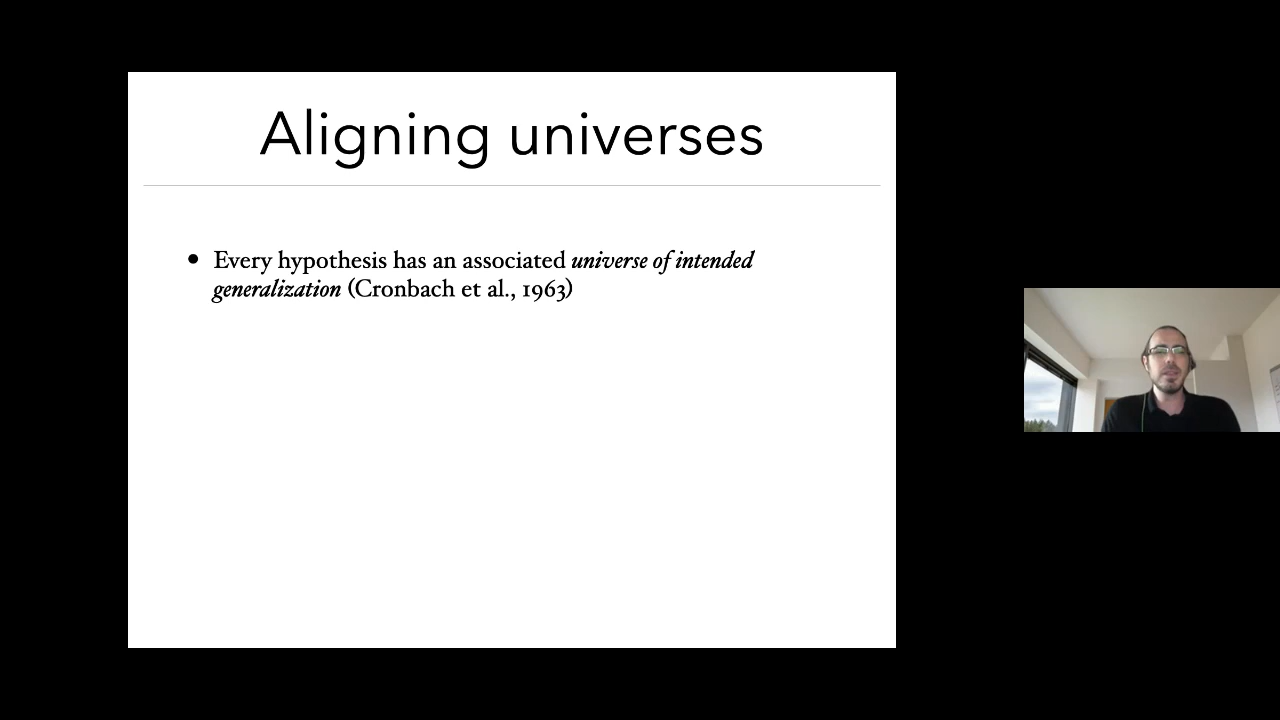 Aligning universes
• Every hypothesis has an associated universe of intended
generalization (Cronbach et al., 1963)